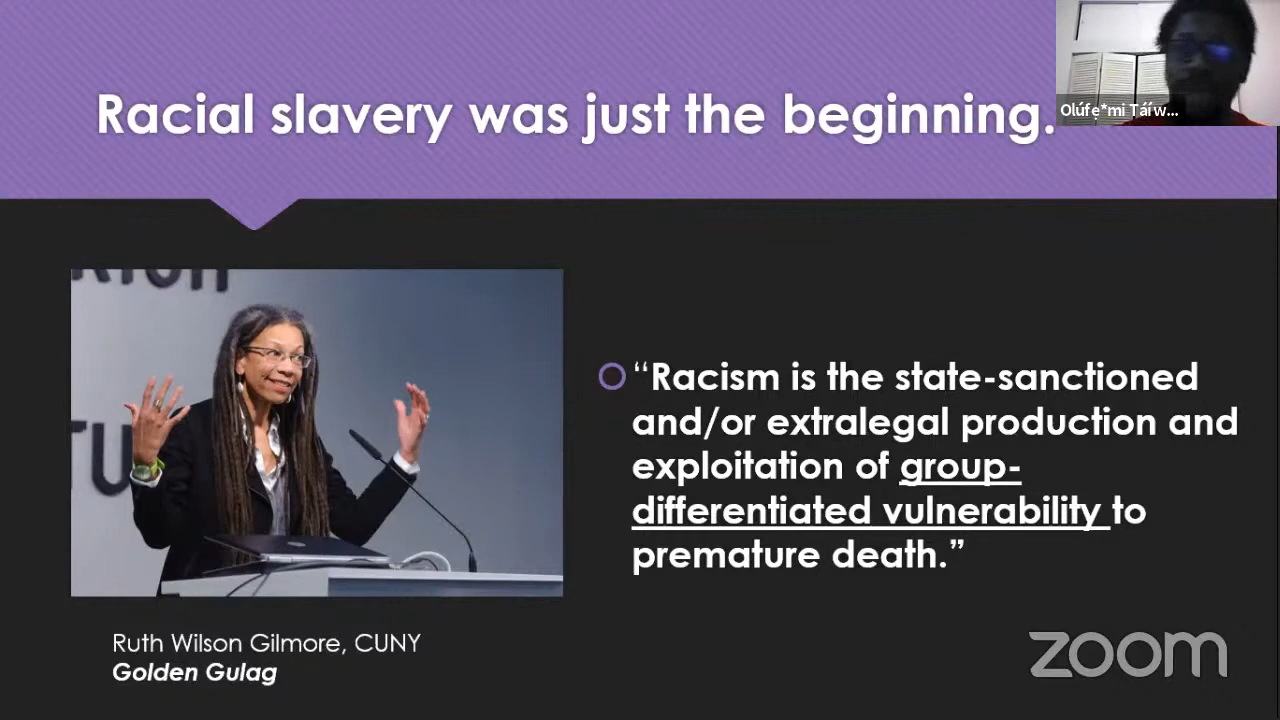 Racial slavery was just the beginning.
Olúfẹ*mi Táíw...
TU
"Racism is the state-sanctioned
and/or extralegal production and
exploitation of group-
differentiated vulnerability to
premature death.”
Ruth Wilson Gilmore, CUNY
Golden Gulag
zoom